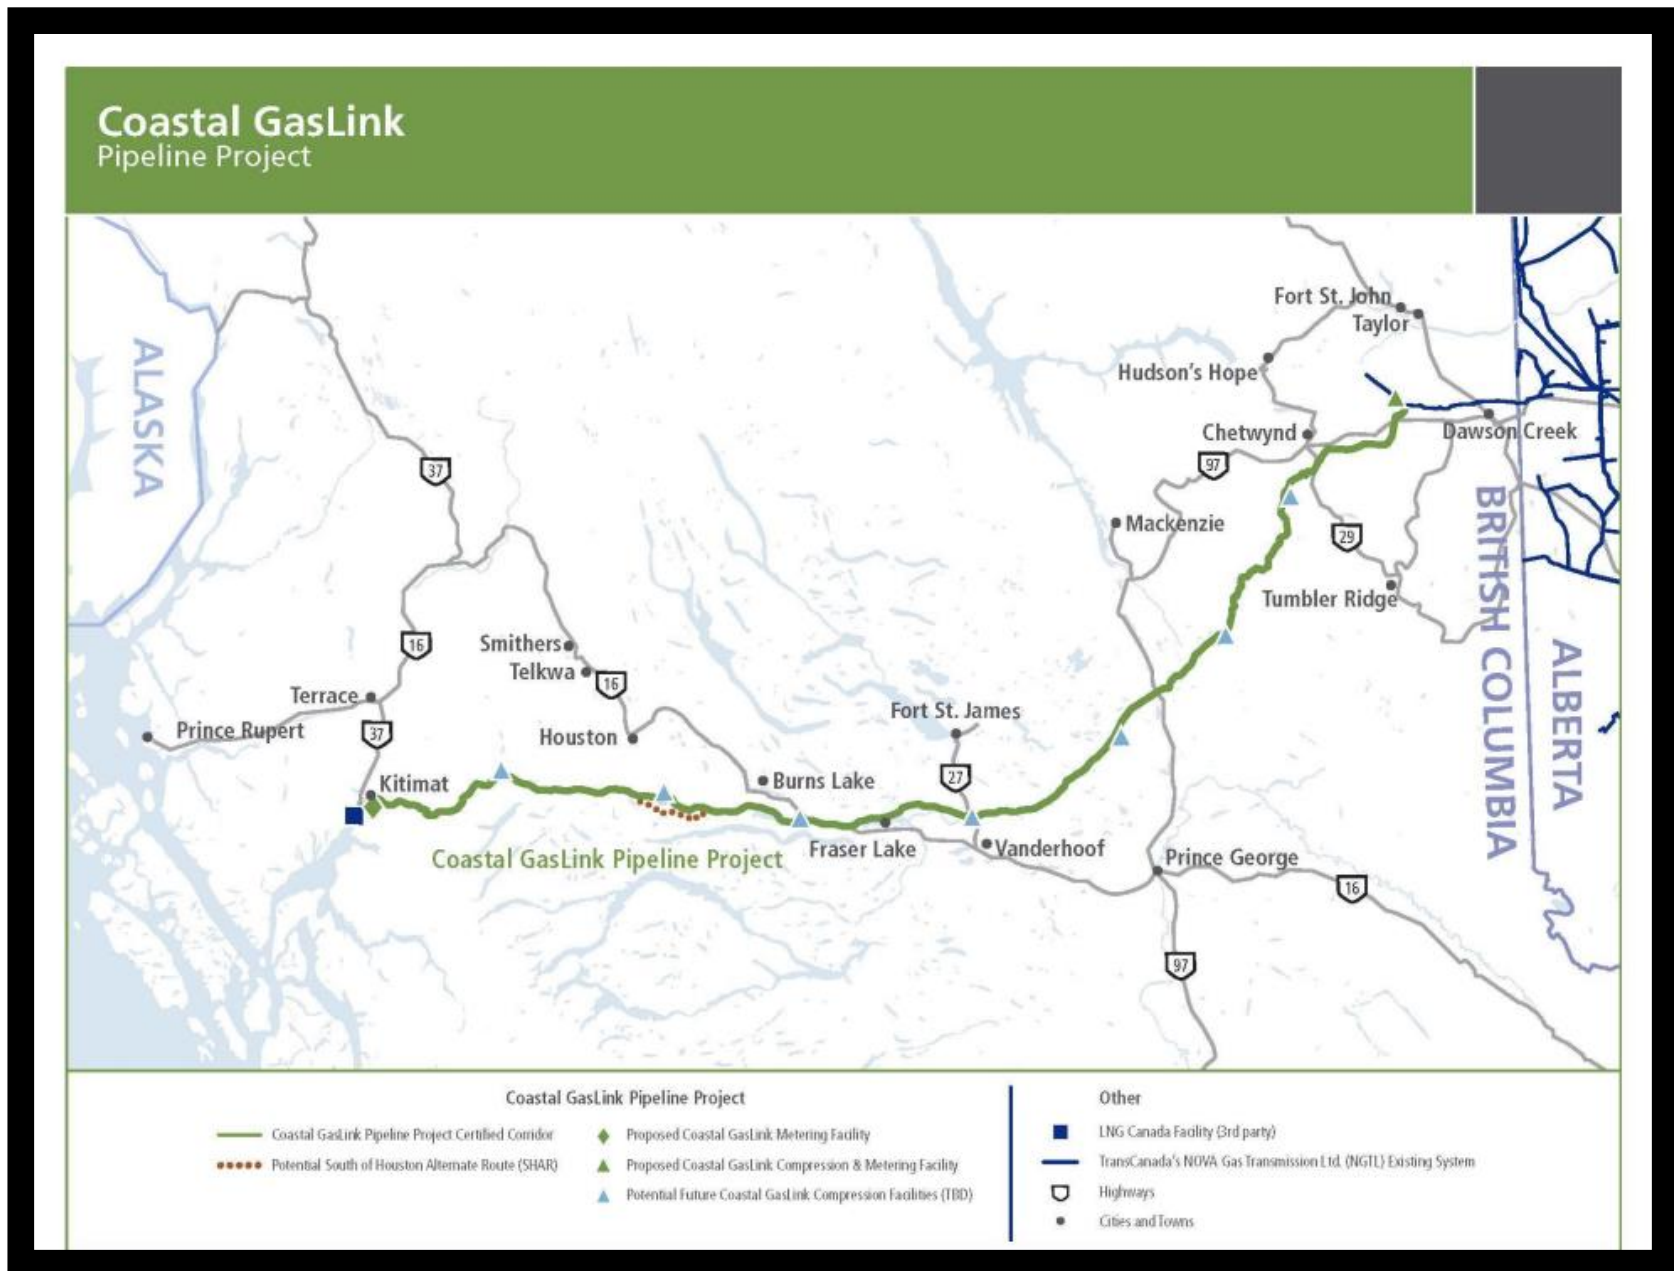 Coastal GasLink
Pipeline Project
ALASKA
Fort St. John
Taylor
Hudson's Hope
Chetwynd
Dawson Creek
97
37
Mackenzie
29
BRITISH COLUMBIA
Tumbler Ridge
16
Smithers
Telkwa
16
ALBERTA
Terrace
Prince Rupert
37
Houston
Fort St. James
27
Kitimat
Burns Lake
Coastal GasLink Pipeline Project
Fraser Lake
Vanderhoof
Prince George
16
97
Coastal GasLink Pipeline Project
Coastal GasLink Pipeline Project Certified Corridor
Potential South of Houston Alternate Route (SHAR)
Proposed Coastal GasLink Metering Facility
Proposed Coastal GasLink Compression & Metering Facility
Potential Future Coastal GasLink Compression Facilities (TBD)
Other
LNG Canada Facility (3rd party)
TransCanada's NOVA Gas Transmission Ltd. (NGTL) Existing System
Highways
Cities and Towns